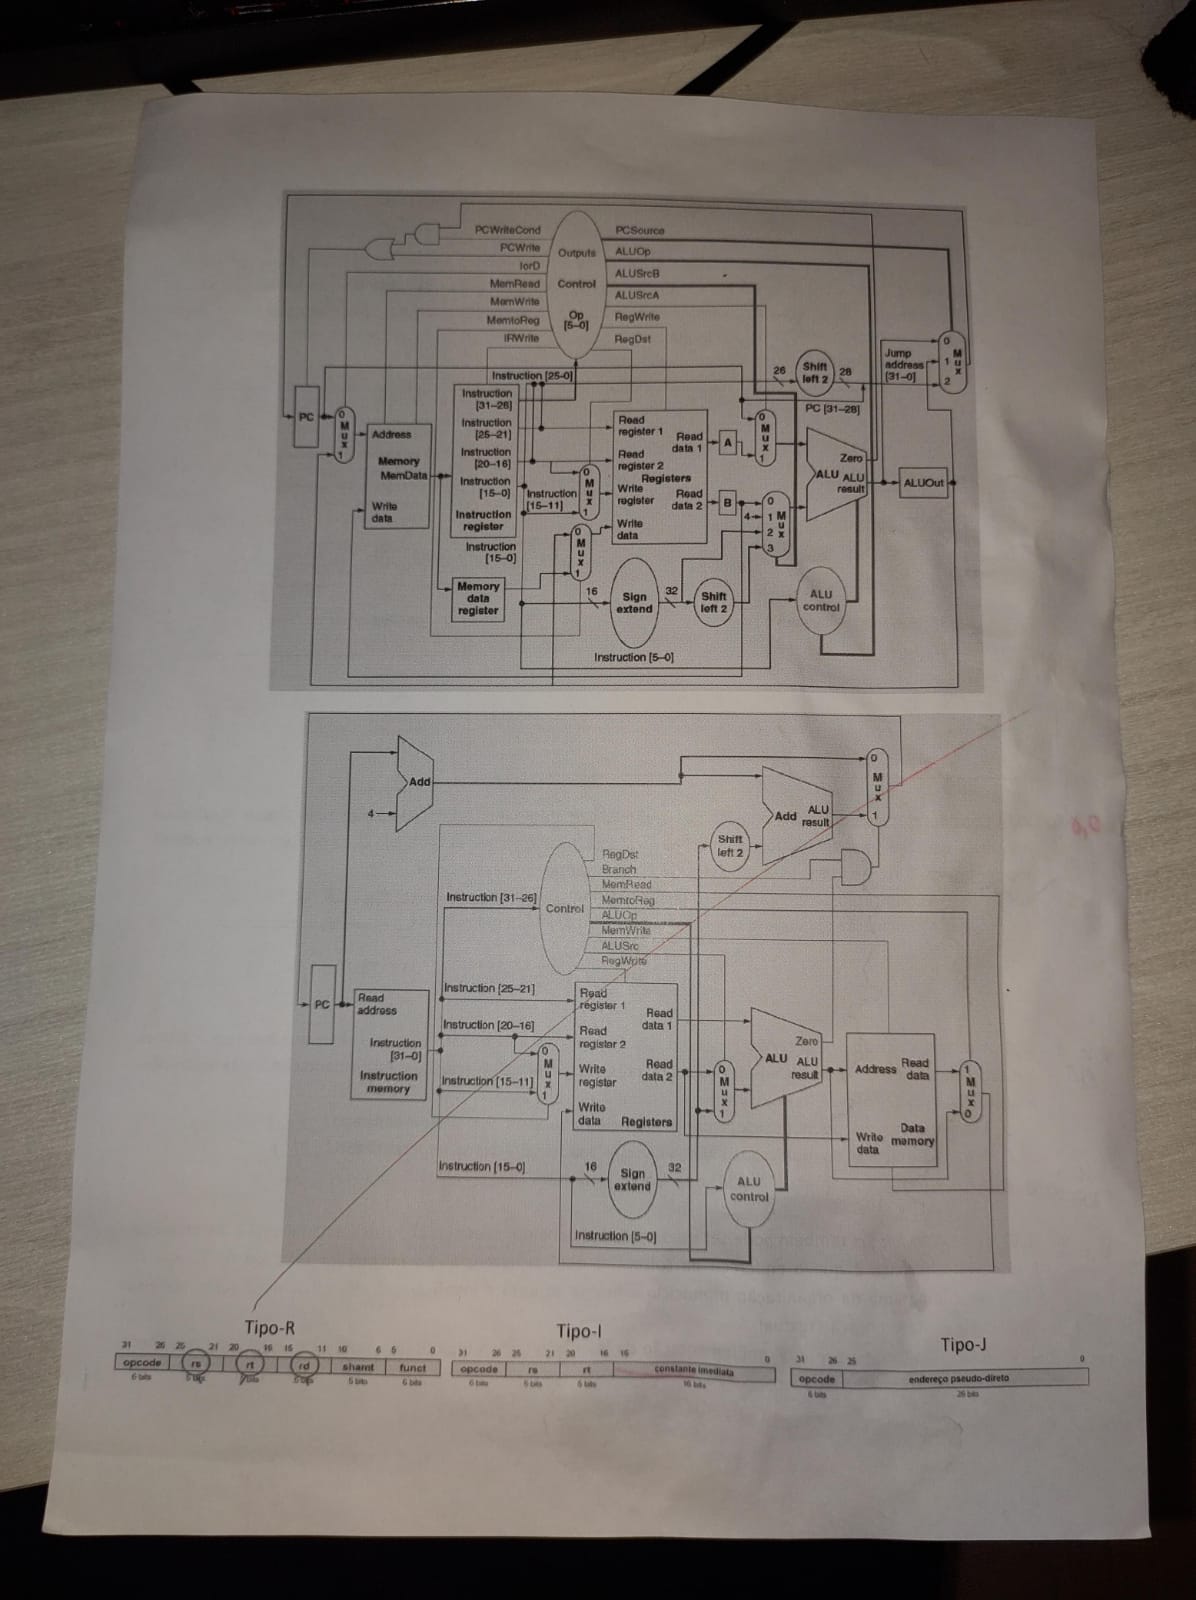 PCWriteCond
PCSource
PCWrite
Outputs
ALUOp
IorD
ALUSrcB
MemRead
Control
ALUSrcA
MemWrite
Op
[5–0]
RegWrite
MemtoReg
RegDst
IRWrite
Instruction [25-0]
26
Shift
left 2
28
Jump
address
[31–0]
0
1
2
Mux
PC [31–28]
PC
0
Mux
1
Address
Memory
MemData
Write
data
Instruction
[31–26]
Instruction
[25–21]
Instruction
[20–16]
Instruction
[15–0]
Instruction
register
Instruction
[15–0]
Memory
data
register
Instruction
[15–11]
0
Mux
1
0
Mux
1
Read
register 1
Read
register 2
Registers
Write
register
Write
data
Read
data 1
Read
data 2
A
B
0
Mux
1
4
0
1
2
3
Mux
Zero
ALU
ALU
result
ALUOut
16
Sign
extend
32
Shift
left 2
ALU
control
Instruction [5–0]
Add
4
Add
ALU
result
0
Mux
1
Shift
left 2
RegDst
Branch
MemRead
MemtoReg
ALUOp
MemWrite
ALUSrc
RegWrite
Instruction [31–26]
Control
PC
Read
address
Instruction
[31–0]
Instruction
memory
Instruction [25–21]
Instruction [20–16]
Instruction [15–11]
0
Mux
1
Read
register 1
Read
register 2
Write
register
Write
data
Registers
Read
data 1
Read
data 2
0
Mux
1
Zero
ALU
ALU
result
Address
Read
data
Write
data
Data
memory
1
Mux
0
Instruction [15–0]
16
Sign
extend
32
ALU
control
Instruction [5–0]
Tipo-R
31 26 25 21 20 16 15 11 10 6 5 0
opcode rs rt rd shamt funct
6 bits 5 bits 5 bits 6 bits
Tipo-I
31 26 25 21 20 16 15 0
opcode rs rt constante imediata
6 bits 5 bits 5 bits 16 bits
Tipo-J
31 26 25 0
opcode endereço pseudo-direto
6 bits 26 bits